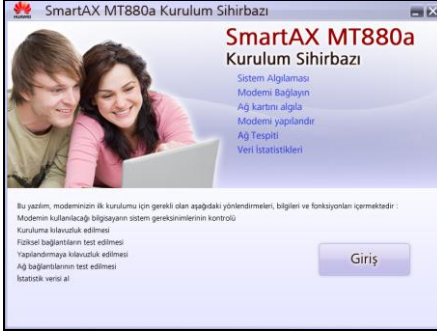 HUAWEI
SmartAX MT880a Kurulum Sihirbazı
SmartAX MT880a
Kurulum Sihirbazı
Sistem Algılaması
Modemi Bağlayın
Ağ kartını algıla
Modemi yapılandır
Ağ Tespiti
Veri İstatistikleri
Bu yazılım, modeminizin ilk kurulumu için gerekli olan aşağıdaki yönlendirmeleri, bilgileri ve fonksiyonları içermektedir :
Modemin kullanılacağı bilgisayarın sistem gereksinimlerinin kontrolü
Kuruluma kılavuzluk edilmesi
Fiziksel bağlantıların test edilmesi
Yapılandırmaya kılavuzluk edilmesi
Ağ bağlantılarının test edilmesi
İstatistik verisi al
Giriş